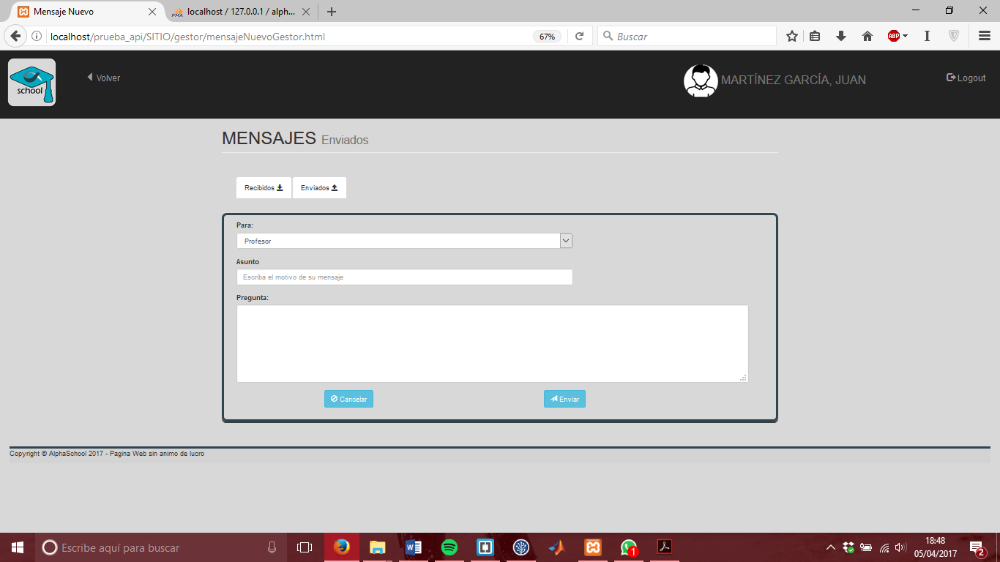 Mensaje Nuevo
localhost / 127.0.0.1 / alph...
localhost/prueba_api/SITIO/gestor/mensajeNuevoGestor.html
67%
Buscar
ABP
school
Volver
MARTÍNEZ GARCÍA, JUAN
Logout
MENSAJES Enviados
Recibidos
Enviados
Para:
Profesor
Asunto
Escriba el motivo de su mensaje
Pregunta:
Cancelar
Enviar
Copyright © AlphaSchool 2017 - Pagina Web sin animo de lucro
Escribe aquí para buscar
1
18:48
05/04/2017
2